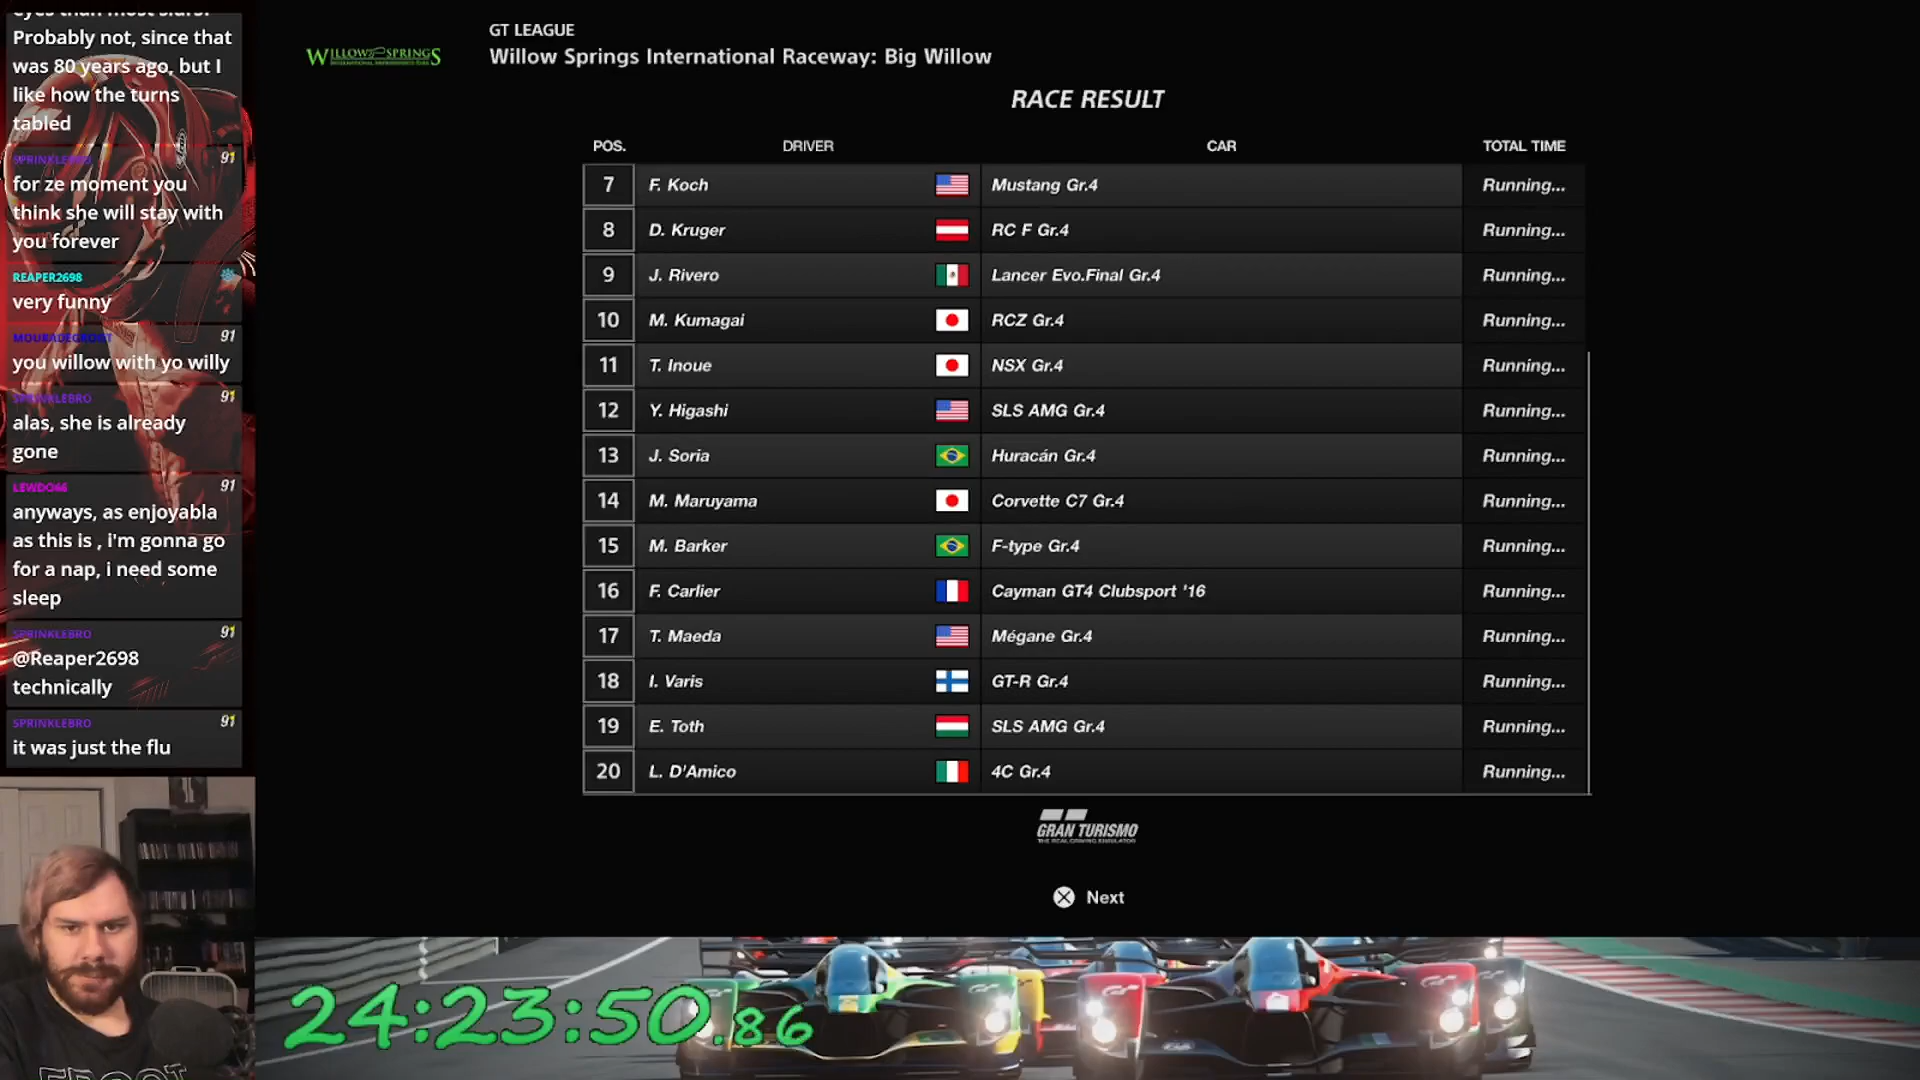 Probably not, since that
was 80 years ago, but I
like how the turns
tabled
SPRINKLEBRO 91
for ze moment you
think she will stay with
you forever
REAPER2698
very funny
91
you willow with yo willy
SPRINKLEBRO 91
alas, she is already
gone
LEWDO66 91
anyways, as enjoyabla
as this is , i'm gonna go
for a nap, i need some
sleep
SPRINKLEBRO 91
@Reaper2698
technically
SPRINKLEBRO 91
it was just the flu
WILLOW SPRINGS
GT LEAGUE
Willow Springs International Raceway: Big Willow
RACE RESULT
POS. DRIVER CAR TOTAL TIME
7 F. Koch Mustang Gr.4 Running...
8 D. Kruger RC F Gr.4 Running...
9 J. Rivero Lancer Evo.Final Gr.4 Running...
10 M. Kumagai RCZ Gr.4 Running...
11 T. Inoue NSX Gr.4 Running...
12 Y. Higashi SLS AMG Gr.4 Running...
13 J. Soria Huracán Gr.4 Running...
14 M. Maruyama Corvette C7 Gr.4 Running...
15 M. Barker F-type Gr.4 Running...
16 F. Carlier Cayman GT4 Clubsport '16 Running...
17 T. Maeda Mégane Gr.4 Running...
18 I. Varis GT-R Gr.4 Running...
19 E. Toth SLS AMG Gr.4 Running...
20 L. D'Amico 4C Gr.4 Running...
GRAN TURISMO
THE REAL DRIVING SIMULATOR
Next
24:23:50.86